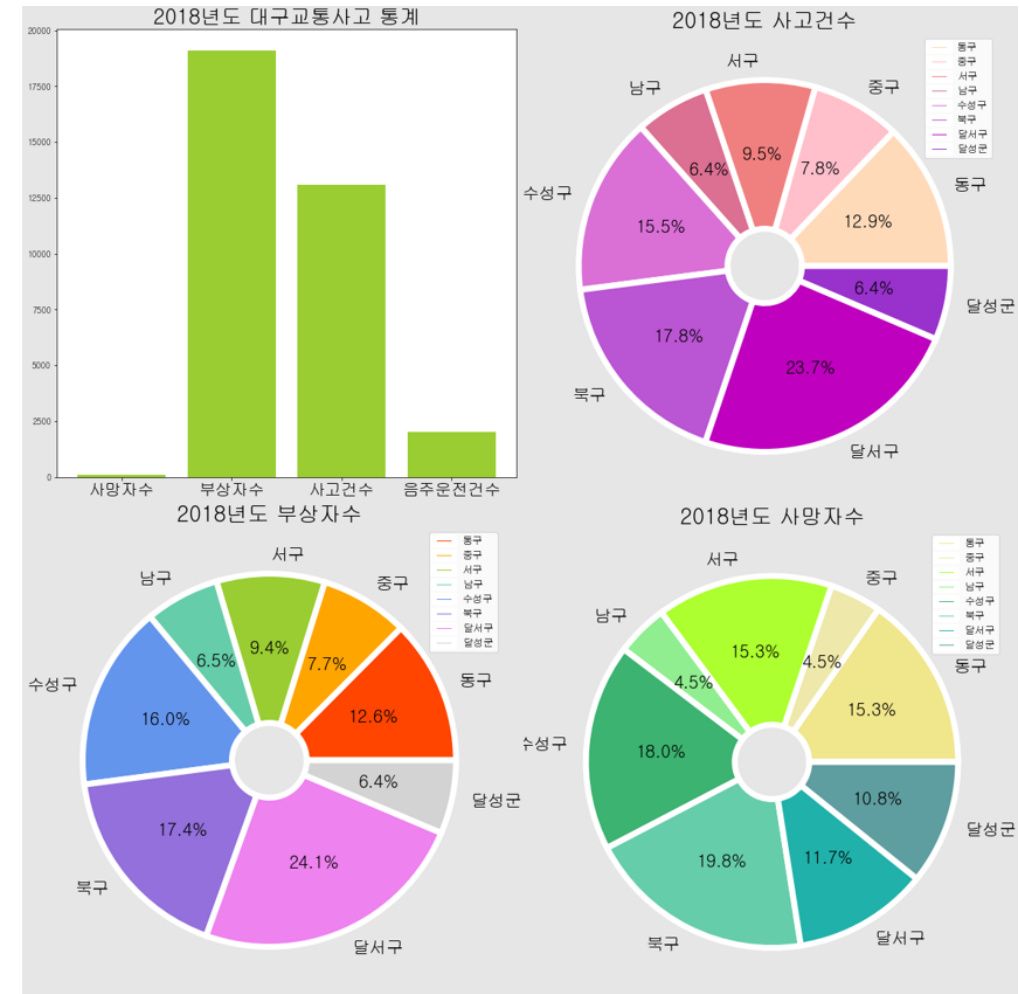 2018년도 대구교통사고 통계
20000
17500
15000
12500
10000
7500
5000
2500
0
사망자수 부상자수 사고건수 음주운전건수
2018년도 사고건수
동구
중구
서구
남구
수성구
북구
달서구
달성군
서구
남구
중구
수성구
동구
달성군
북구
달서구
9.5%
6.4%
7.8%
15.5%
12.9%
6.4%
17.8%
23.7%
2018년도 부상자수
동구
중구
서구
남구
수성구
북구
달서구
달성군
서구
남구
중구
수성구
동구
달성군
북구
달서구
9.4%
6.5%
7.7%
16.0%
12.6%
6.4%
17.4%
24.1%
2018년도 사망자수
동구
중구
서구
남구
수성구
북구
달서구
달성군
서구
중구
남구
동구
수성구
달성군
북구
달서구
15.3%
4.5%
4.5%
15.3%
18.0%
10.8%
19.8%
11.7%